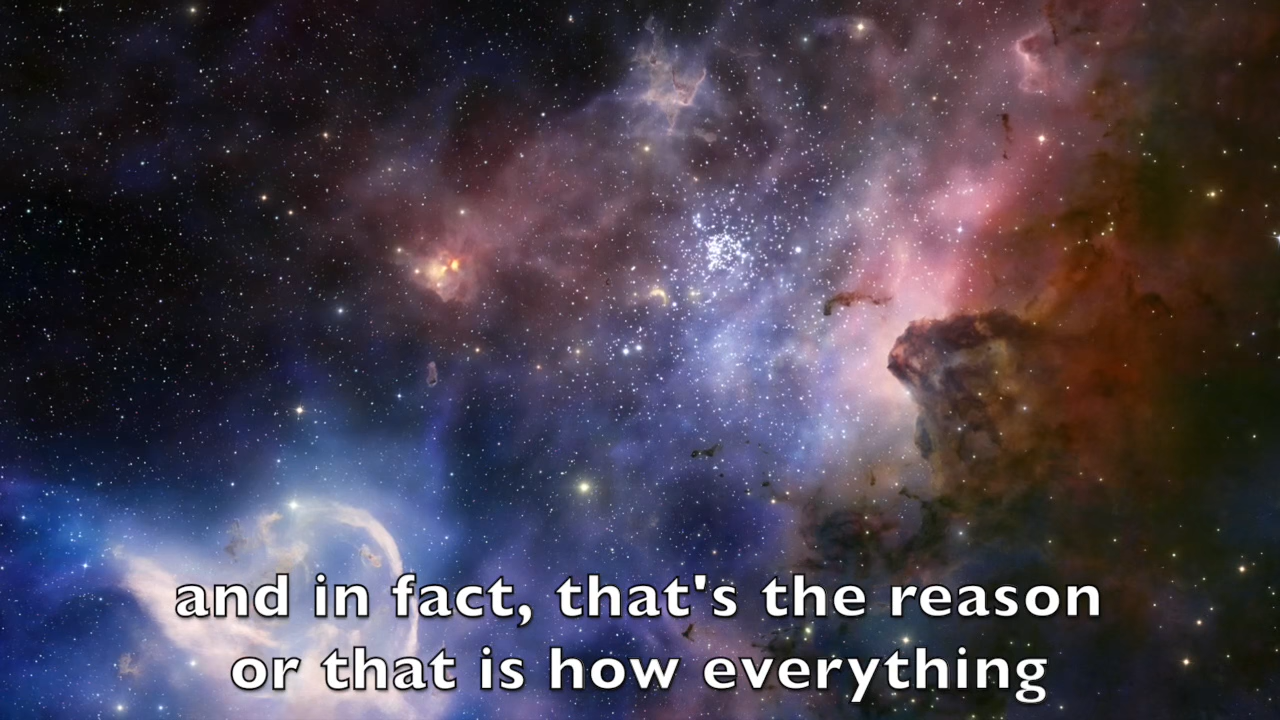 and in fact, that's the reason
or that is how everything